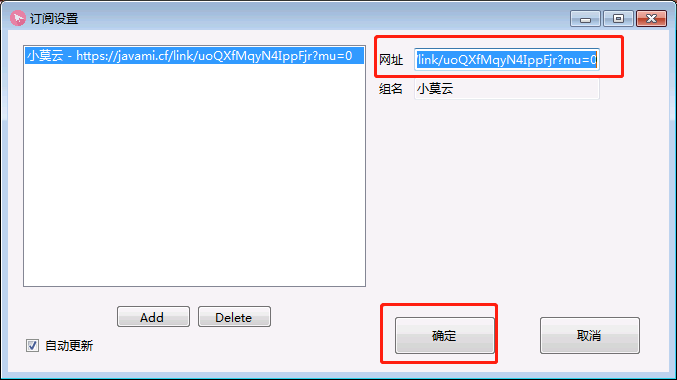 订阅设置
小莫云 - https://javami.cf/link/uoQXfMqyN4IppFjr?mu=0
网址 /link/uoQXfMqyN4IppFjr?mu=0
组名 小莫云
Add Delete
自动更新
确定 取消